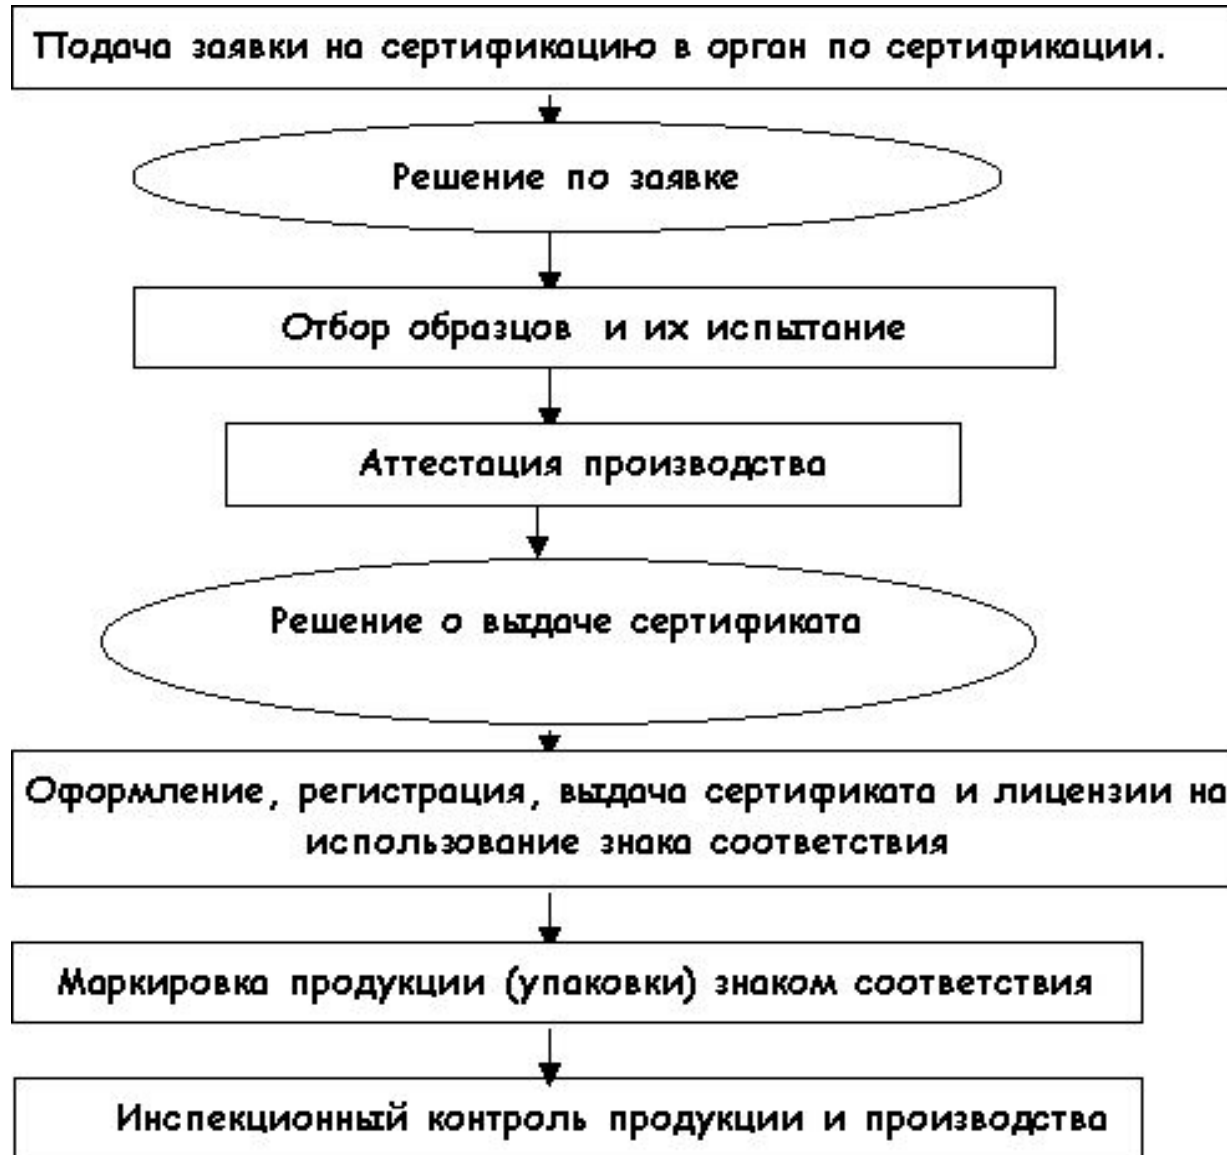 Подача заявки на сертификацию в орган по сертификации.
Решение по заявке
Отбор образцов и их испытание
Аттестация производства
Решение о выдаче сертификата
Оформление, регистрация, выдача сертификата и лицензии на
использование знака соответствия
Маркировка продукции (упаковки) знаком соответствия
Инспекционный контроль продукции и производства